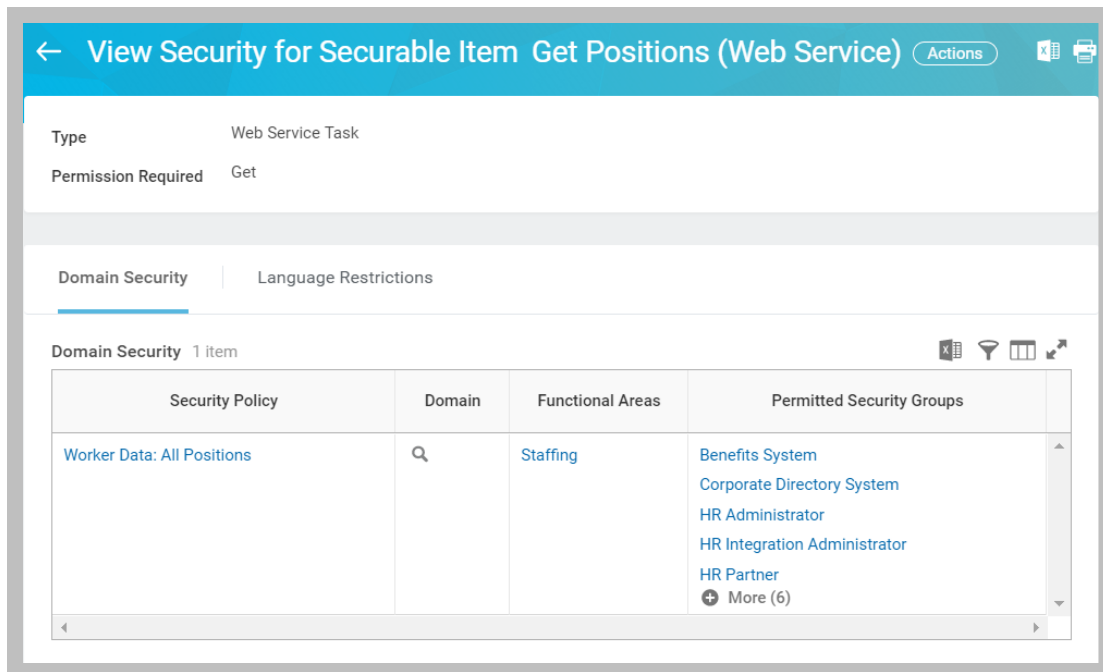 View Security for Securable Item Get Positions (Web Service) Actions
Type Web Service Task
Permission Required Get
Domain Security Language Restrictions
Domain Security 1 item
Security Policy Domain Functional Areas Permitted Security Groups
Worker Data: All Positions Staffing Benefits System
Corporate Directory System
HR Administrator
HR Integration Administrator
HR Partner
More (6)